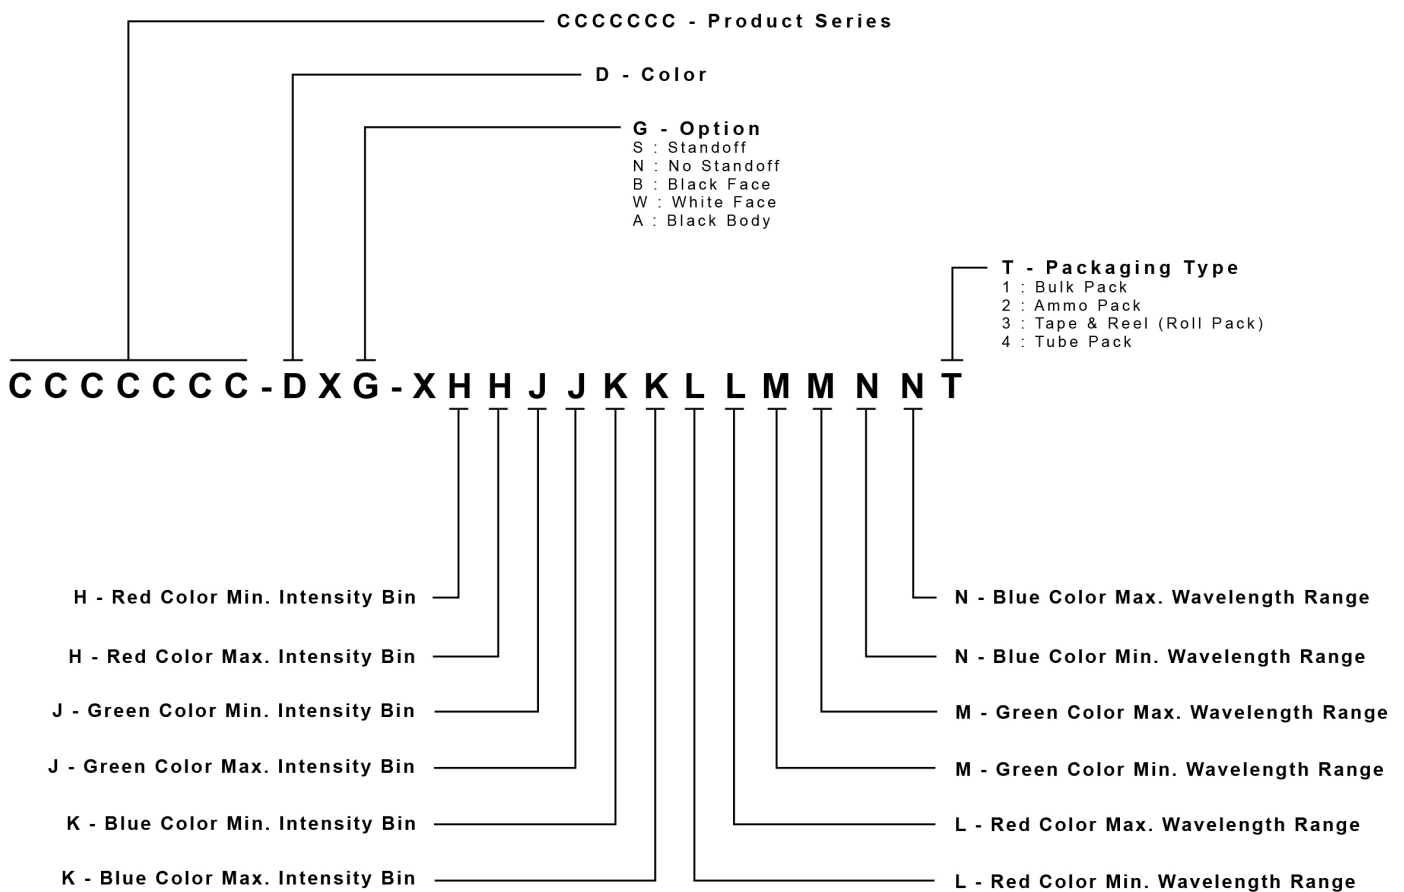 CCCCCCC - Product Series
D - Color
G - Option
S : Standoff
N : No Standoff
B : Black Face
W : White Face
A : Black Body
T - Packaging Type
1 : Bulk Pack
2 : Ammo Pack
3 : Tape & Reel (Roll Pack)
4 : Tube Pack
CCCCCCC-DXG-XHHJJKKLLMMNNT
H - Red Color Min. Intensity Bin
H - Red Color Max. Intensity Bin
J - Green Color Min. Intensity Bin
J - Green Color Max. Intensity Bin
K - Blue Color Min. Intensity Bin
K - Blue Color Max. Intensity Bin
N - Blue Color Max. Wavelength Range
N - Blue Color Min. Wavelength Range
M - Green Color Max. Wavelength Range
M - Green Color Min. Wavelength Range
L - Red Color Max. Wavelength Range
L - Red Color Min. Wavelength Range